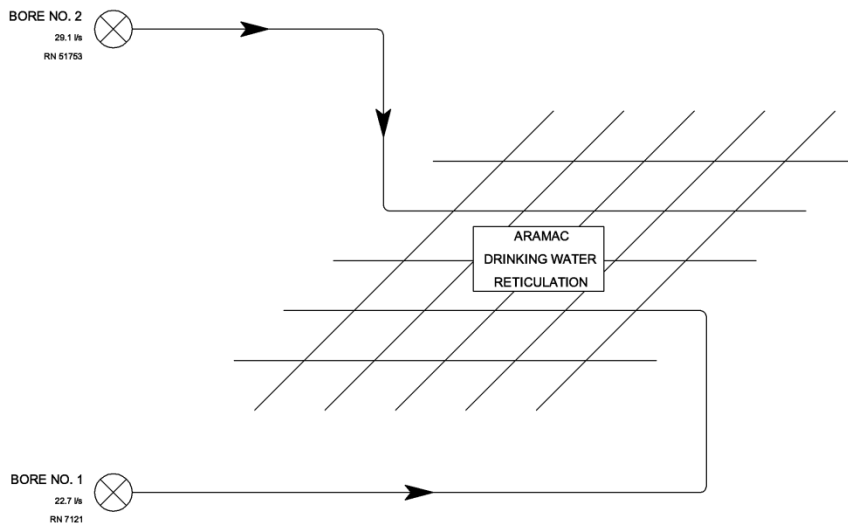 BORE NO. 2
29.1 l/s
RN 51753
ARAMAC
DRINKING WATER
RETICULATION
BORE NO. 1
22.7 l/s
RN 7121